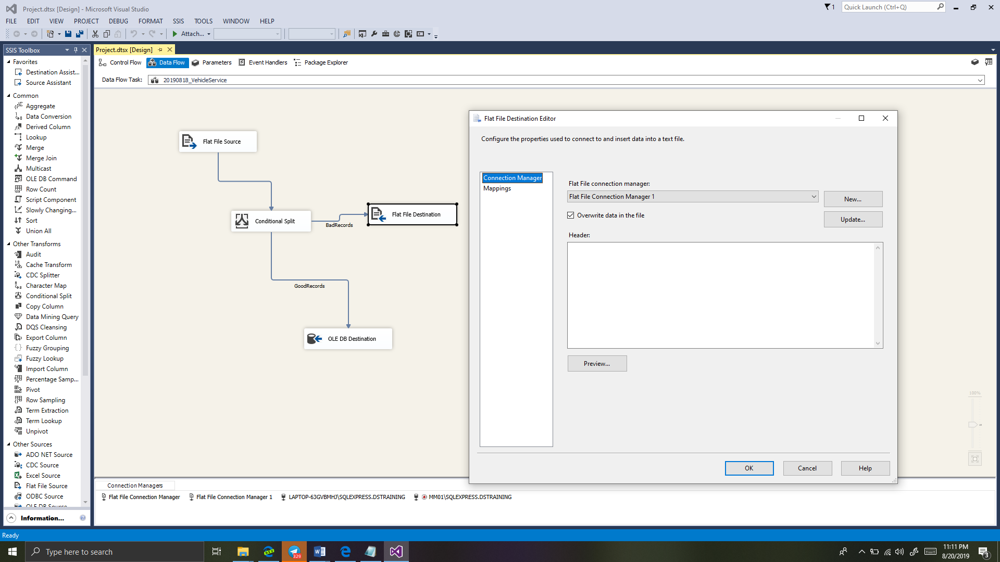 Project.dtsx [Design] - Microsoft Visual Studio
1
Quick Launch (Ctrl+Q)
FILE EDIT VIEW PROJECT DEBUG FORMAT SSIS TOOLS WINDOW HELP
Attach...
SSIS Toolbox
Project.dtsx [Design]
Favorites
Destination Assist...
Source Assistant
Common
Aggregate
Data Conversion
Derived Column
Lookup
Merge
Merge Join
Multicast
OLE DB Command
Row Count
Script Component
Slowly Changing...
Sort
Union All
Other Transforms
Audit
Cache Transform
CDC Splitter
Character Map
Conditional Split
Copy Column
Data Mining Query
DQS Cleansing
Export Column
Fuzzy Grouping
Fuzzy Lookup
Import Column
Percentage Samp...
Pivot
Row Sampling
Term Extraction
Term Lookup
Unpivot
Other Sources
ADO NET Source
CDC Source
Excel Source
Flat File Source
ODBC Source
OLE DB Source
Information...
Control Flow Data Flow Parameters Event Handlers Package Explorer
Data Flow Task: 20190818_VehicleService
Flat File Source
Conditional Split
BadRecords
Flat File Destination
GoodRecords
OLE DB Destination
Flat File Destination Editor
Configure the properties used to connect to and insert data into a text file.
Connection Manager
Mappings
Flat File connection manager:
Flat File Connection Manager 1
New...
Overwrite data in the file
Update...
Header:
Preview...
OK Cancel Help
100%
Connection Managers
Flat File Connection Manager Flat File Connection Manager 1 LAPTOP-63GVBMHJ\SQLEXPRESS.DSTRAINING MM01\SQLEXPRESS.DSTRAINING
Ready
Type here to search
329
11:11 PM
8/20/2019
3